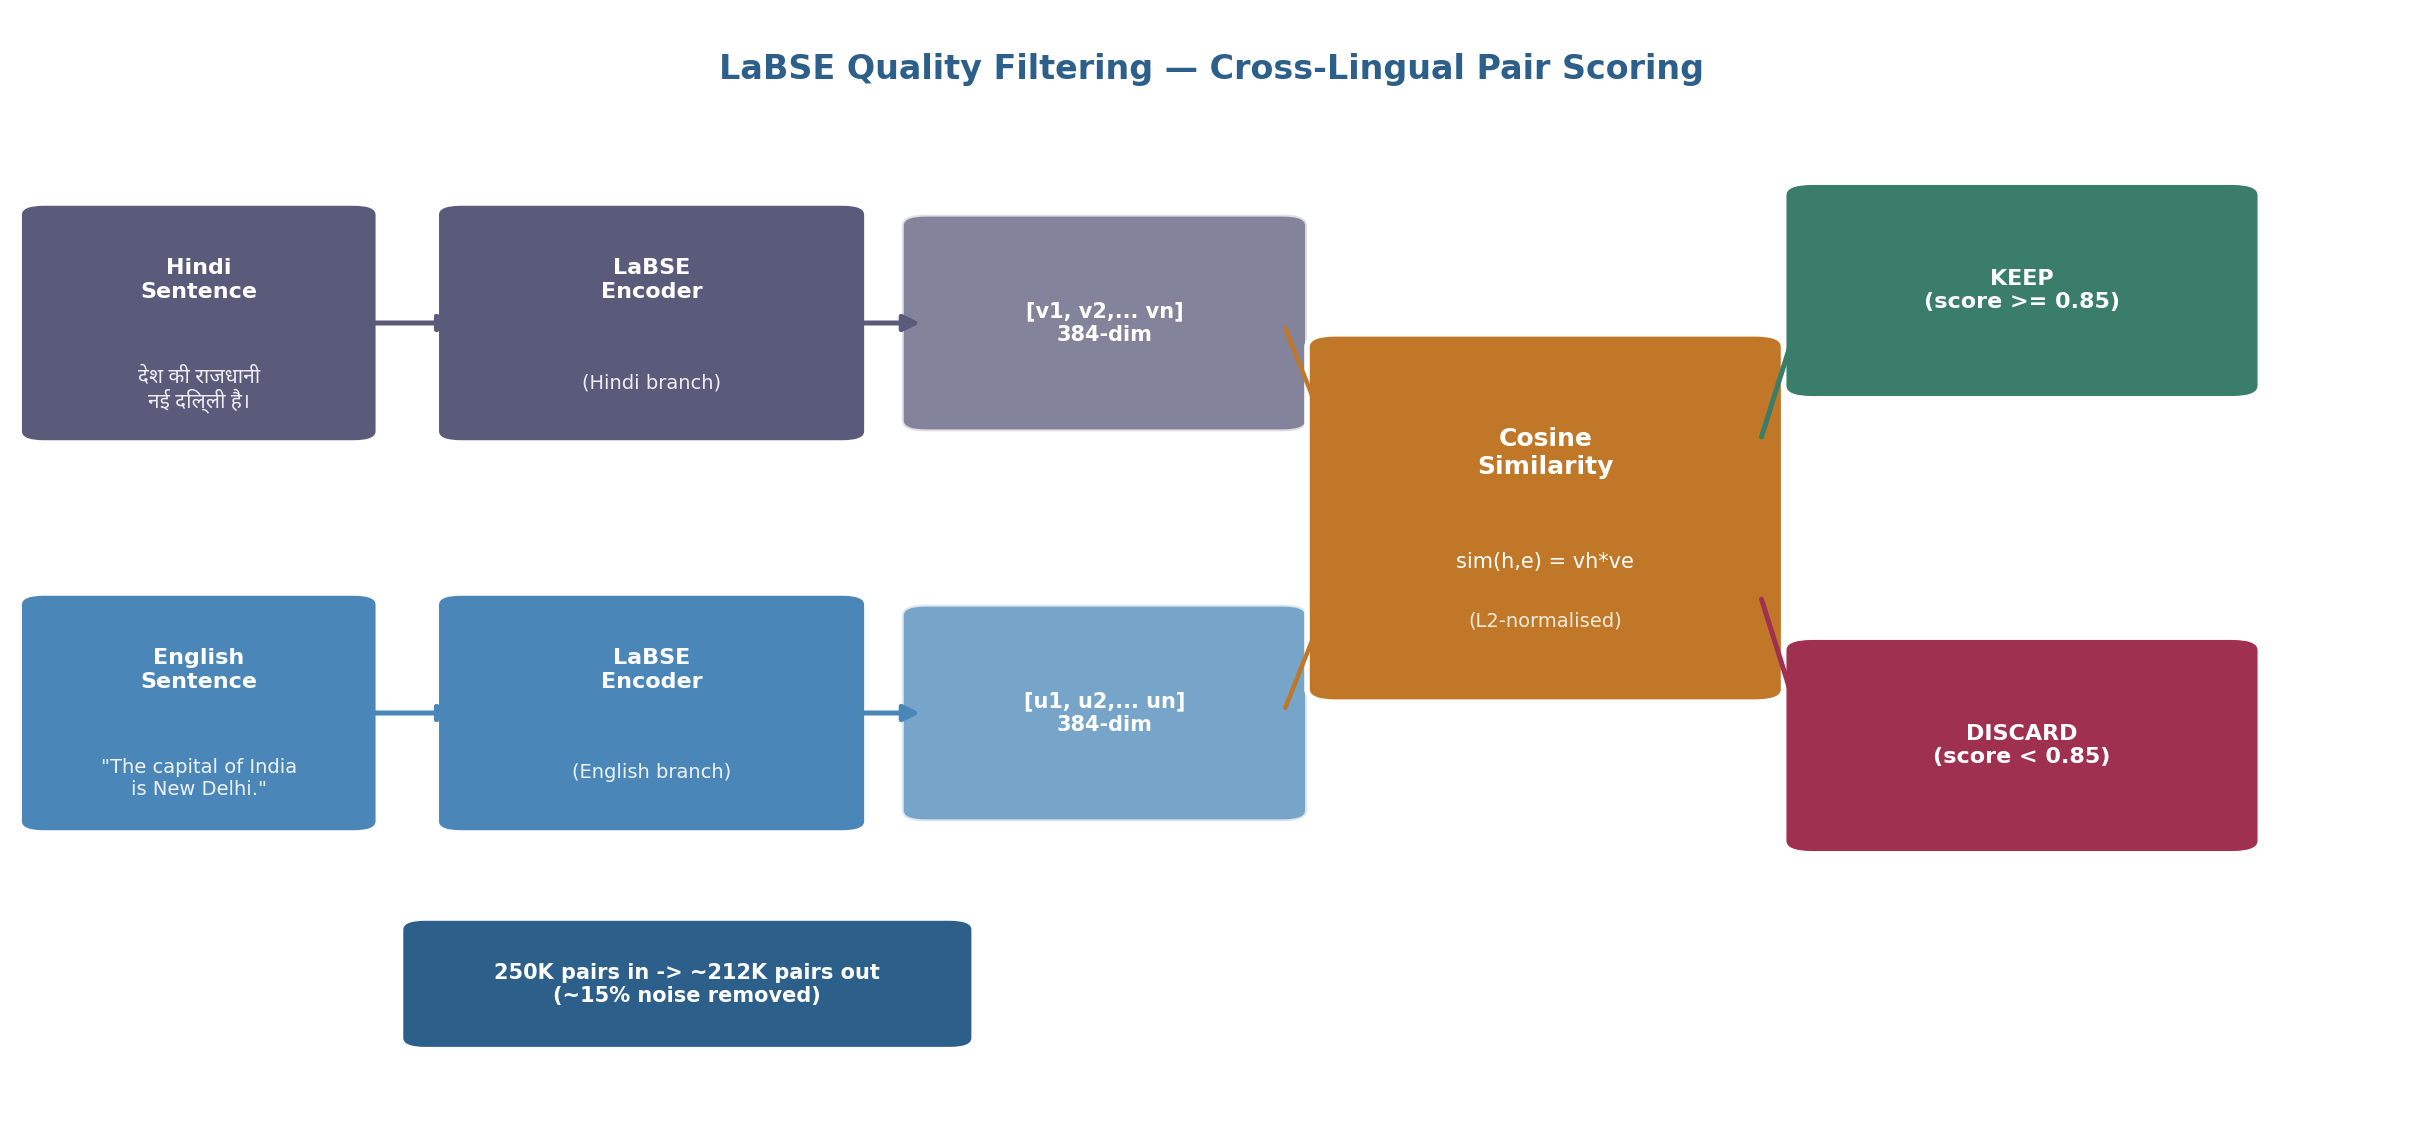 LaBSE Quality Filtering — Cross-Lingual Pair Scoring
Hindi
Sentence
देश की राजधानी
नई दिल्ली है।
LaBSE
Encoder
(Hindi branch)
[v1, v2,... vn]
384-dim
English
Sentence
"The capital of India
is New Delhi."
LaBSE
Encoder
(English branch)
[u1, u2,... un]
384-dim
Cosine
Similarity
sim(h,e) = vh*ve
(L2-normalised)
KEEP
(score >= 0.85)
DISCARD
(score < 0.85)
250K pairs in -> ~212K pairs out
(~15% noise removed)